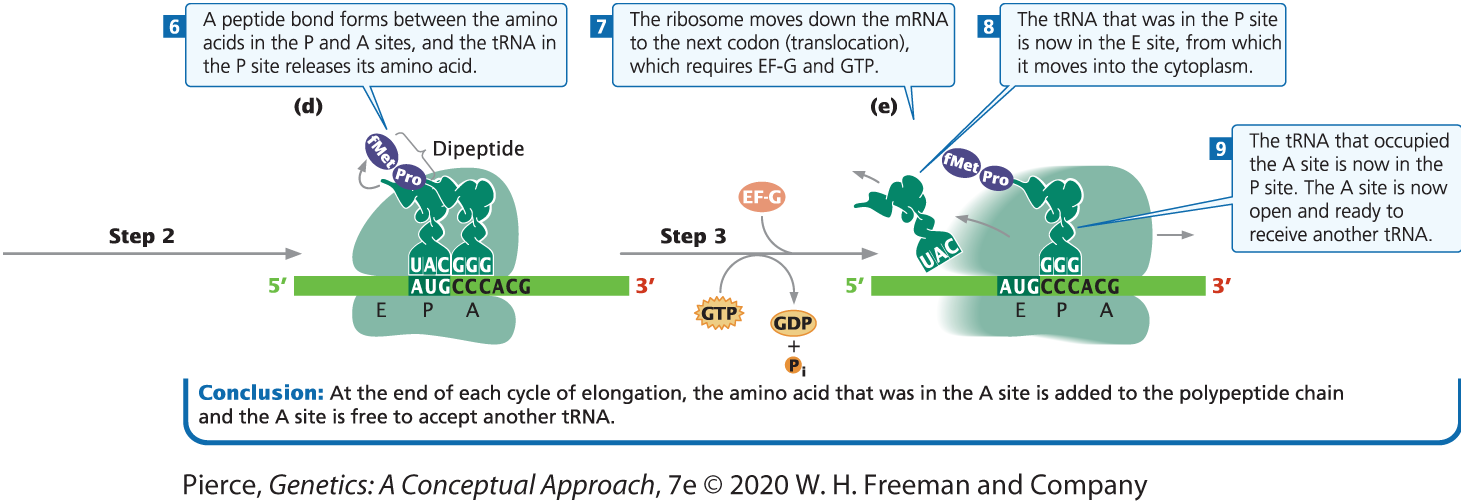 6
A peptide bond forms between the amino
acids in the P and A sites, and the tRNA in
the P site releases its amino acid.
7
The ribosome moves down the mRNA
to the next codon (translocation),
which requires EF-G and GTP.
8
The tRNA that was in the P site
is now in the E site, from which
it moves into the cytoplasm.
(d)
(e)
9
The tRNA that occupied
the A site is now in the
P site. The A site is now
open and ready to
receive another tRNA.
fMet
Pro
Dipeptide
fMet
Pro
EF-G
Step 2
Step 3
UAC
GGG
UAC
GGG
5′
AUGCCCACG
3′
5′
AUGCCCACG
3′
E P A
E P A
GTP
GDP
+
Pi
Conclusion: At the end of each cycle of elongation, the amino acid that was in the A site is added to the polypeptide chain
and the A site is free to accept another tRNA.
Pierce, Genetics: A Conceptual Approach, 7e © 2020 W. H. Freeman and Company